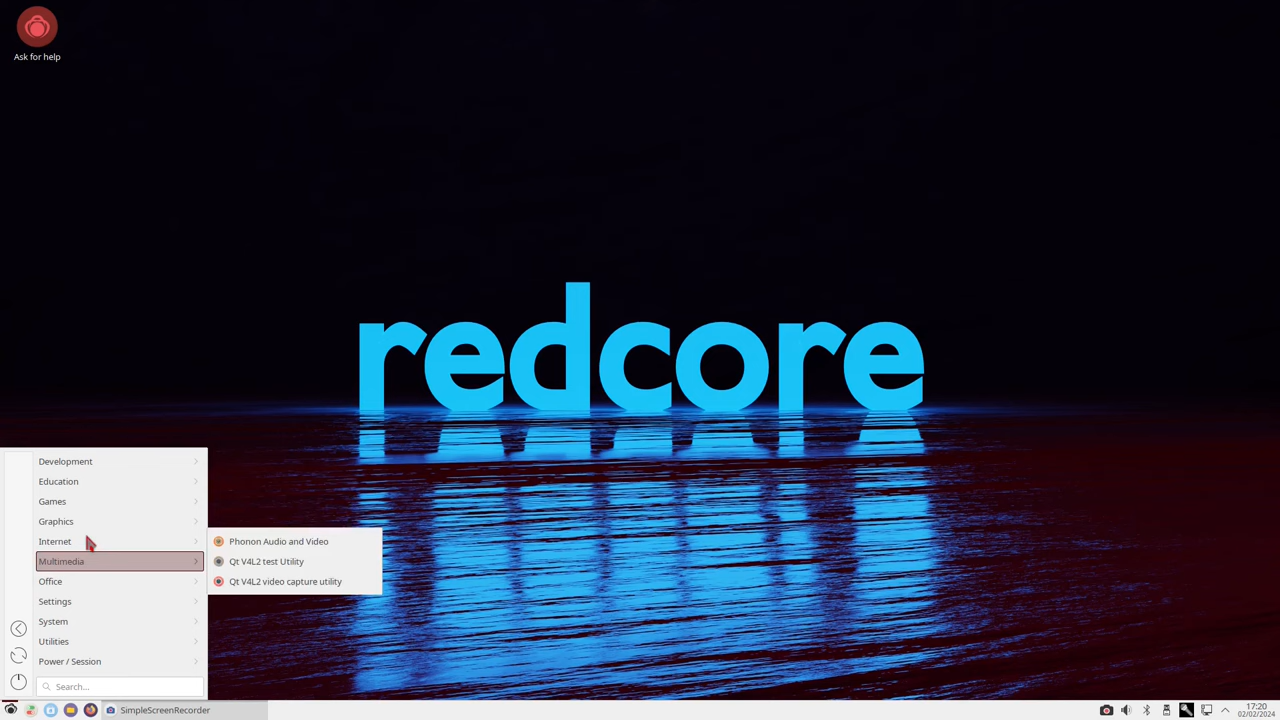 Ask for help
redcore
Development
Education
Games
Graphics
Internet
Multimedia
Office
Settings
System
Utilities
Power / Session
Search...
Phonon Audio and Video
Qt V4L2 test Utility
Qt V4L2 video capture utility
SimpleScreenRecorder
17:20
02/02/2024